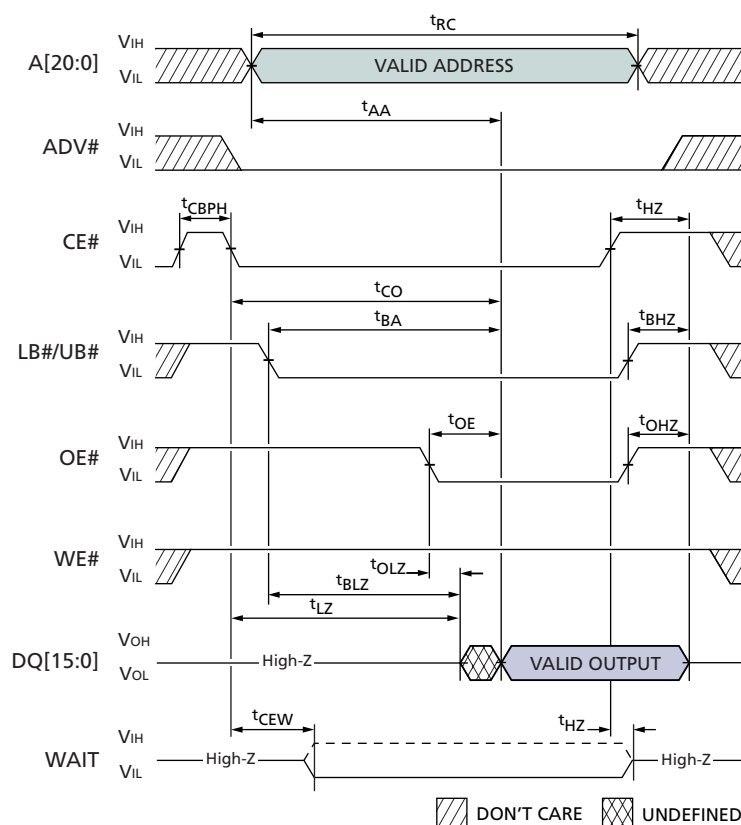 tRC
A[20:0] VIH VIL VALID ADDRESS
tAA
ADV# VIH VIL
tCBPH tHZ
CE# VIH VIL
tCO
tBA tBHZ
LB#/UB# VIH VIL
tOE tOHZ
OE# VIH VIL
WE# VIH VIL
tOLZ
tBLZ
tLZ
DQ[15:0] VOH VOL High-Z VALID OUTPUT
tCEW tHZ
WAIT VIH VIL High-Z High-Z
DON'T CARE UNDEFINED